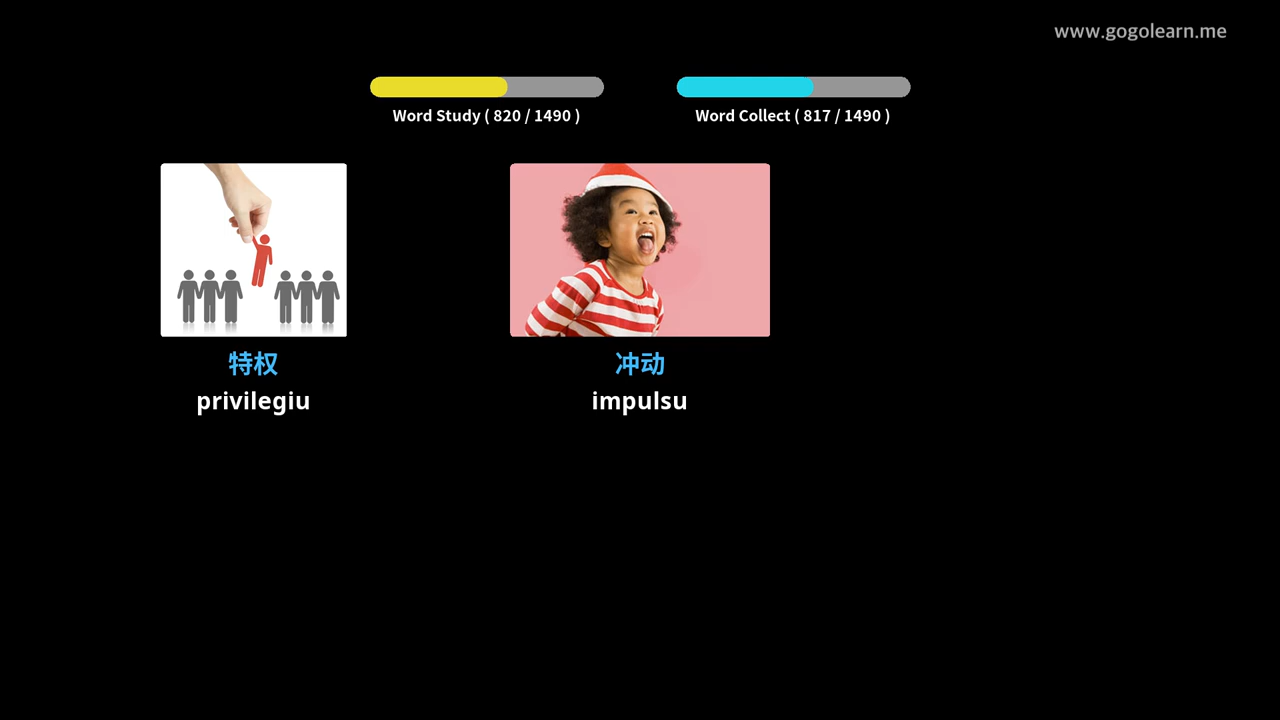 www.gogolearn.me
Word Study ( 820 / 1490 )
Word Collect ( 817 / 1490 )
特权
privilegiu
冲动
impulsu